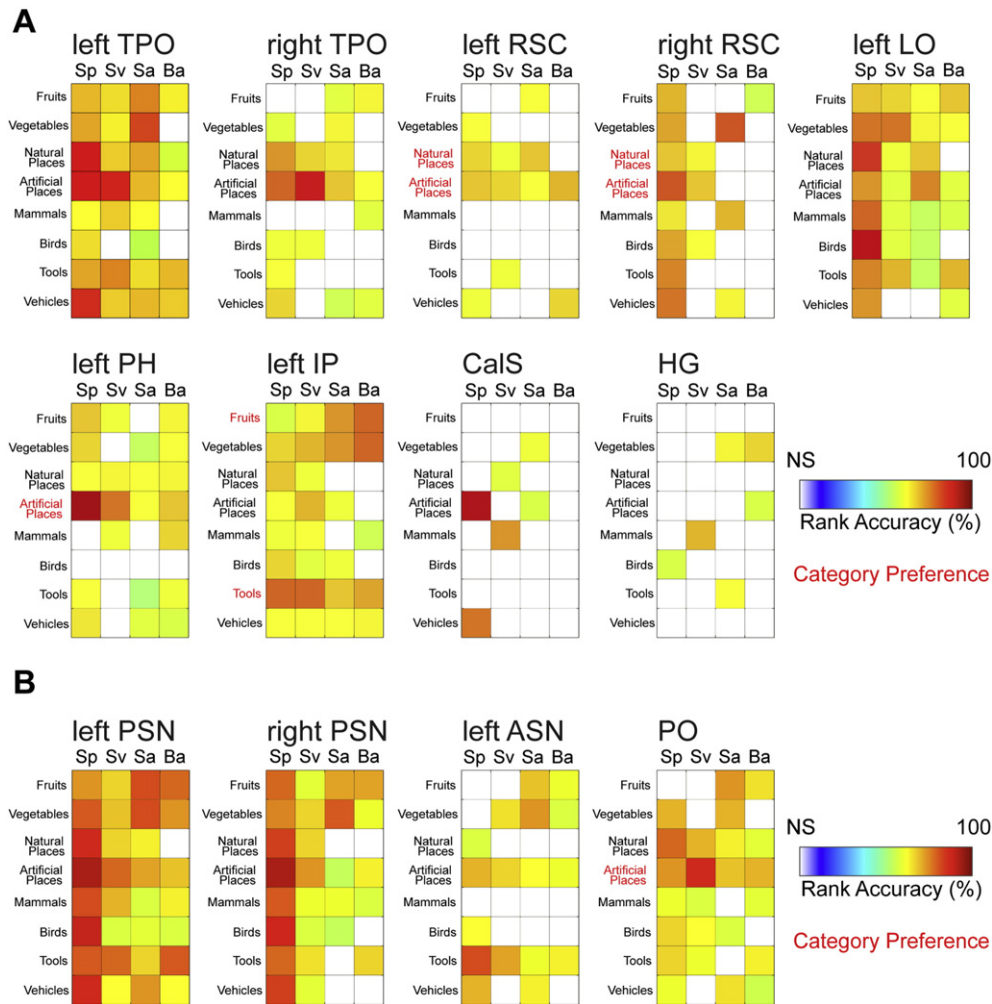 A
left TPO right TPO left RSC right RSC left LO
Sp Sv Sa Ba Sp Sv Sa Ba Sp Sv Sa Ba Sp Sv Sa Ba Sp Sv Sa Ba
Fruits Fruits Fruits Fruits Fruits
Vegetables Vegetables Vegetables Vegetables Vegetables
Natural Natural Natural Natural Natural
Places Places Places Places Places
Artificial Artificial Artificial Artificial Artificial
Places Places Places Places Places
Mammals Mammals Mammals Mammals Mammals
Birds Birds Birds Birds Birds
Tools Tools Tools Tools Tools
Vehicles Vehicles Vehicles Vehicles Vehicles
left PH left IP CalS HG
Sp Sv Sa Ba Sp Sv Sa Ba Sp Sv Sa Ba Sp Sv Sa Ba
Fruits Fruits Fruits Fruits
Vegetables Vegetables Vegetables Vegetables
Natural Natural Natural Natural
Places Places Places Places
Artificial Artificial Artificial Artificial
Places Places Places Places
Mammals Mammals Mammals Mammals
Birds Birds Birds Birds
Tools Tools Tools Tools
Vehicles Vehicles Vehicles Vehicles
NS 100
Rank Accuracy (%)
Category Preference
B
left PSN right PSN left ASN PO
Sp Sv Sa Ba Sp Sv Sa Ba Sp Sv Sa Ba Sp Sv Sa Ba
Fruits Fruits Fruits Fruits
Vegetables Vegetables Vegetables Vegetables
Natural Natural Natural Natural
Places Places Places Places
Artificial Artificial Artificial Artificial
Places Places Places Places
Mammals Mammals Mammals Mammals
Birds Birds Birds Birds
Tools Tools Tools Tools
Vehicles Vehicles Vehicles Vehicles
NS 100
Rank Accuracy (%)
Category Preference